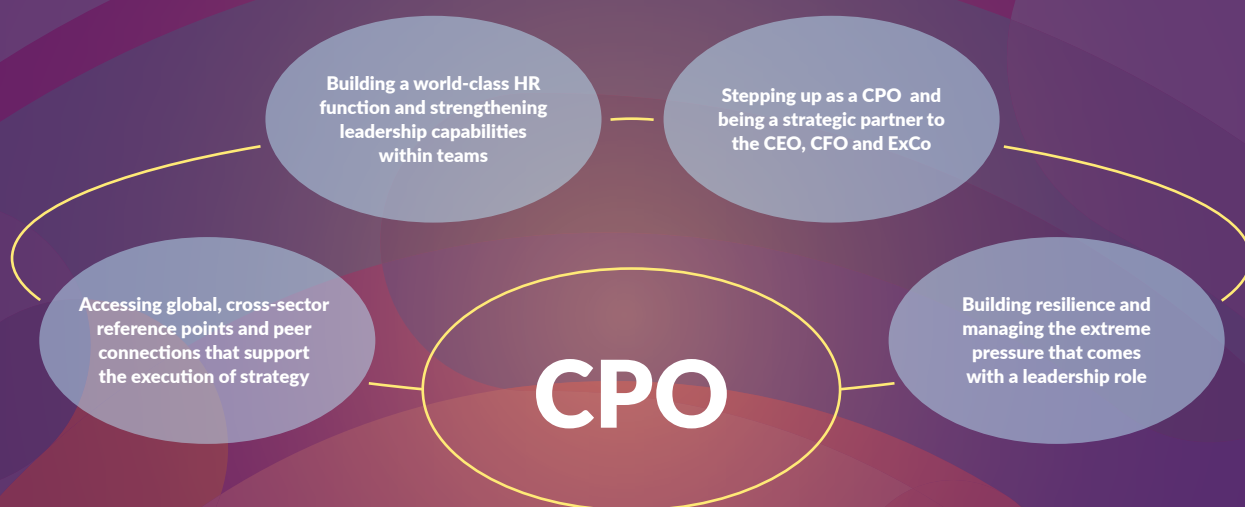 Building a world-class HR
function and strengthening
leadership capabilities
within teams
Stepping up as a CPO and
being a strategic partner to
the CEO, CFO and ExCo
Accessing global, cross-sector
reference points and peer
connections that support
the execution of strategy
CPO
Building resilience and
managing the extreme
pressure that comes
with a leadership role